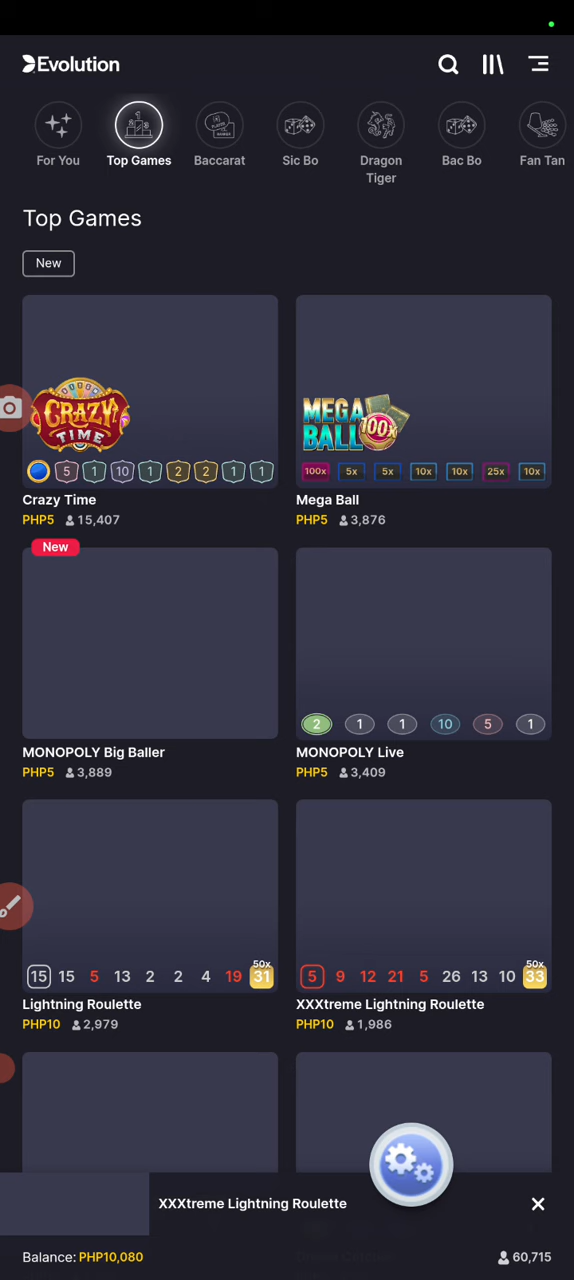 Evolution
For You
Top Games
Baccarat
Sic Bo
Dragon
Tiger
Bac Bo
Fan Tan
Top Games
New
CRAZY
TIME
5 1 10 1 2 2 1 1
Crazy Time
PHP5 15,407
MEGA
BALL
100x
100x 5x 5x 10x 10x 25x 10x
Mega Ball
PHP5 3,876
New
MONOPOLY Big Baller
PHP5 3,889
2 1 1 10 5 1
MONOPOLY Live
PHP5 3,409
50x
15 15 5 13 2 2 4 19 31
Lightning Roulette
PHP10 2,979
50x
5 9 12 21 5 26 13 10 33
XXXtreme Lightning Roulette
PHP10 1,986
XXXtreme Lightning Roulette
Balance: PHP10,080
60,715